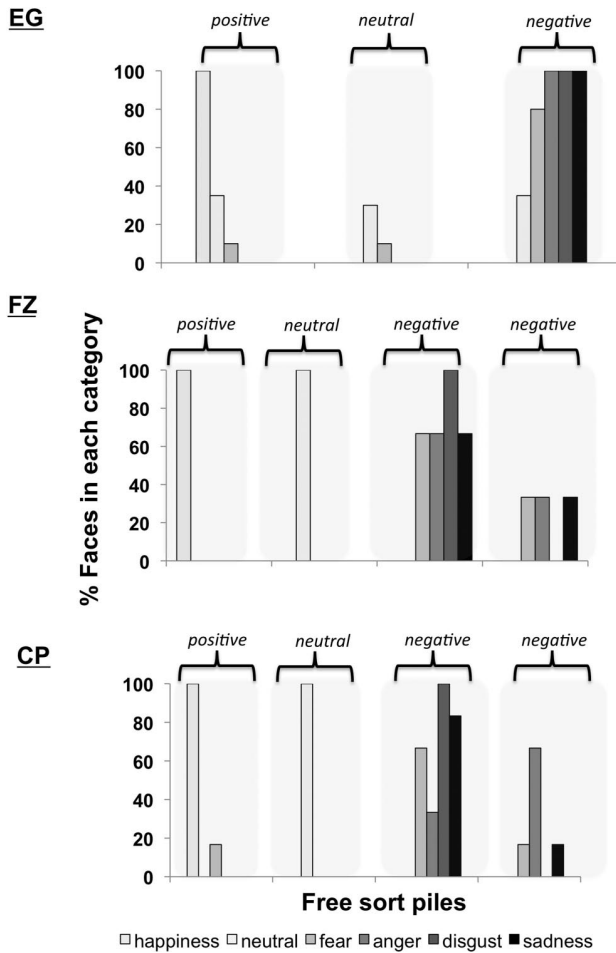 EG
positive neutral negative
100
80
60
40
20
0
FZ
% Faces in each category
positive neutral negative negative
100%
80%
60%
40%
20%
0%
CP
positive neutral negative negative
100%
80%
60%
40%
20%
0%
Free sort piles
happiness neutral fear anger disgust sadness